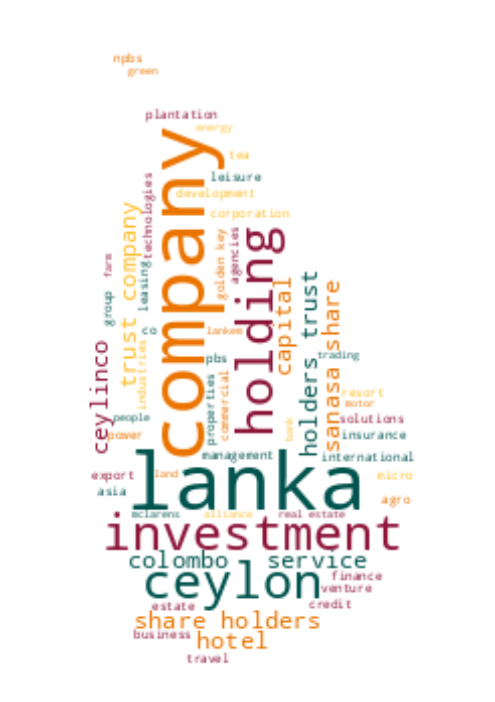 npbs
green
plantation
energy
tea
leisure
technologies
development
corporation
trust company
company
golden key
agencies
holding
farm
leasing
group
capital
holders trust
sanasa share
co
lankem
industries
ceylinco
pbs
trading
properties
commercial
resort
motor
people
bank
solutions
power
insurance
management
international
lanka
export
land
micro
asia
agro
mclarens
alliance
real estate
investment
colombo
service
ceylon
finance
venture
estate
credit
share holders
business
hotel
travel